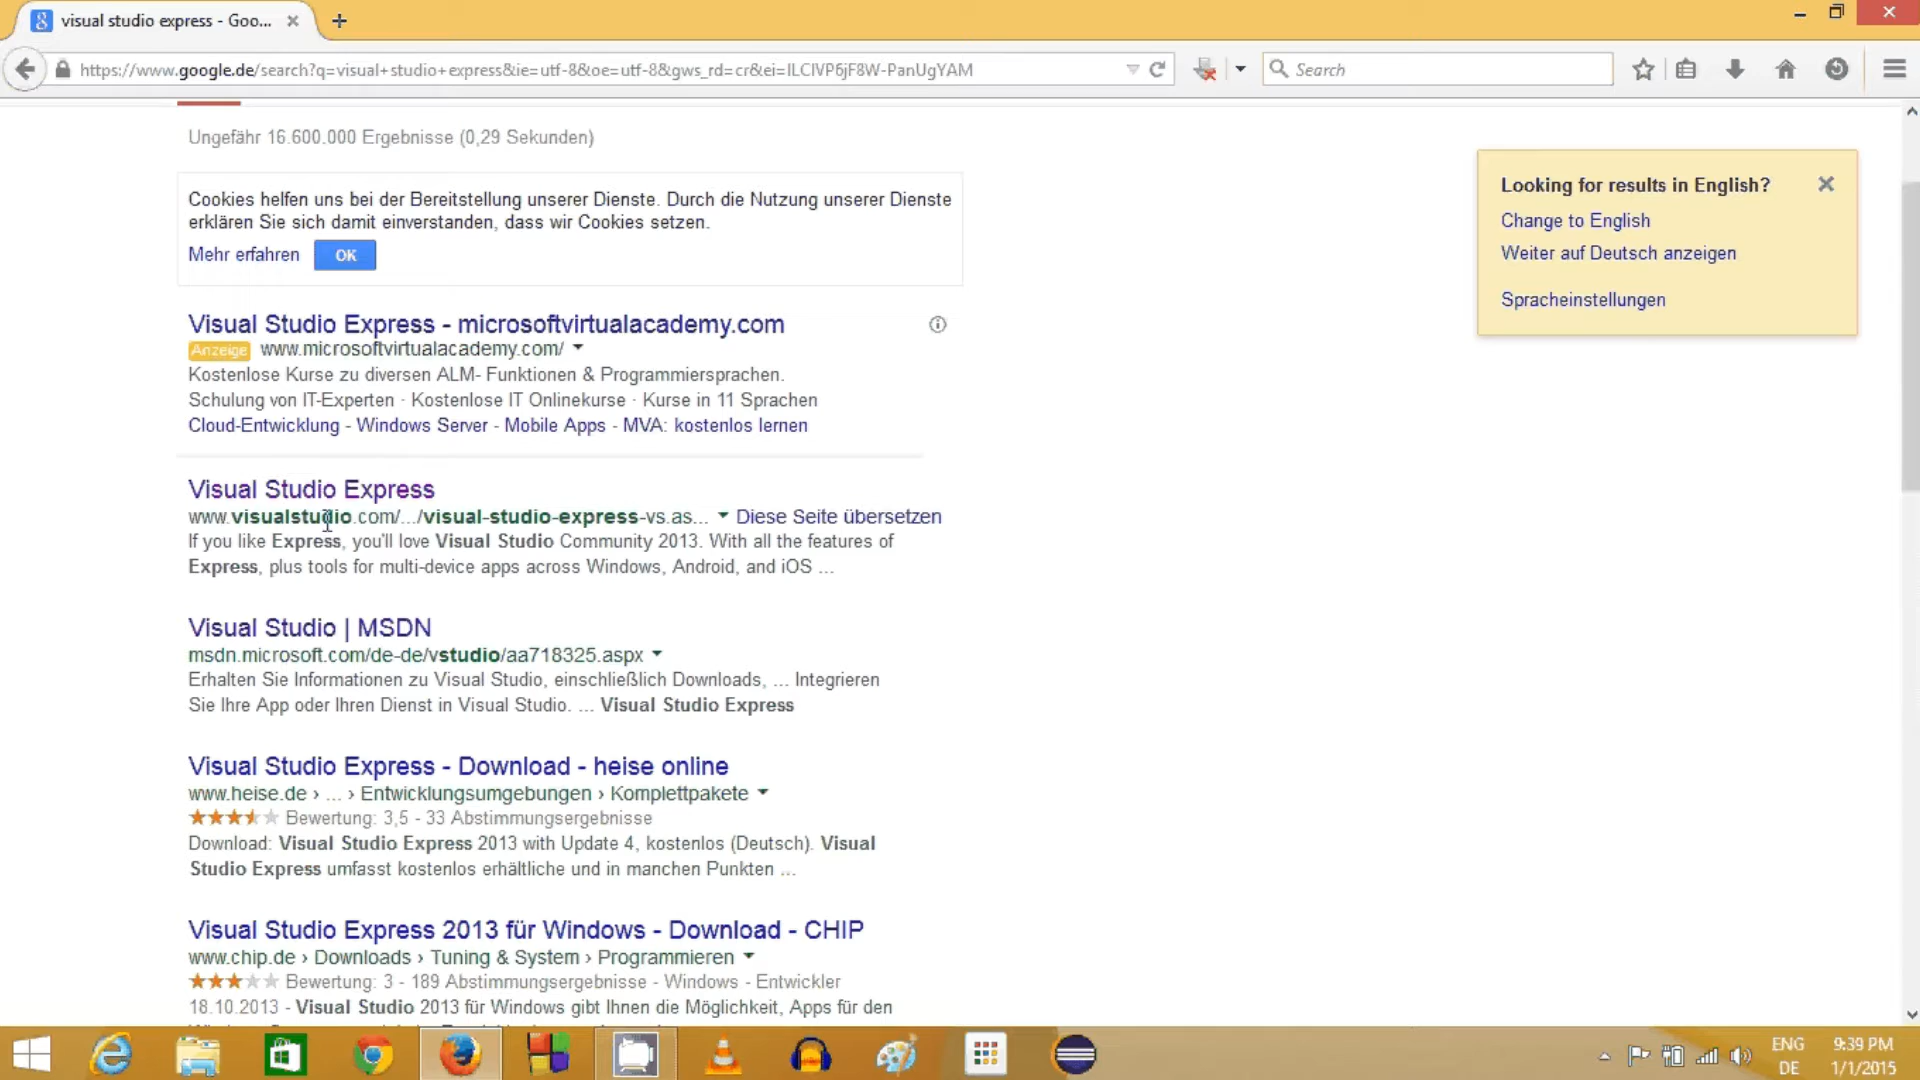 visual studio express - Goo...
https://www.google.de/search?q=visual+studio+express&ie=utf-8&oe=utf-8&gws_rd=cr&ei=ILCIVP6jF8W-PanUgYAM
Search
Ungefähr 16.600.000 Ergebnisse (0,29 Sekunden)
Cookies helfen uns bei der Bereitstellung unserer Dienste. Durch die Nutzung unserer Dienste
erklären Sie sich damit einverstanden, dass wir Cookies setzen.
Mehr erfahren OK
Looking for results in English?
Change to English
Weiter auf Deutsch anzeigen
Spracheinstellungen
Visual Studio Express - microsoftvirtualacademy.com
Anzeige www.microsoftvirtualacademy.com/
Kostenlose Kurse zu diversen ALM- Funktionen & Programmiersprachen.
Schulung von IT-Experten · Kostenlose IT Onlinekurse · Kurse in 11 Sprachen
Cloud-Entwicklung - Windows Server - Mobile Apps - MVA: kostenlos lernen
Visual Studio Express
www.visualstudio.com/.../visual-studio-express-vs.as... Diese Seite übersetzen
If you like Express, you'll love Visual Studio Community 2013. With all the features of
Express, plus tools for multi-device apps across Windows, Android, and iOS ...
Visual Studio | MSDN
msdn.microsoft.com/de-de/vstudio/aa718325.aspx
Erhalten Sie Informationen zu Visual Studio, einschließlich Downloads, ... Integrieren
Sie Ihre App oder Ihren Dienst in Visual Studio. ... Visual Studio Express
Visual Studio Express - Download - heise online
www.heise.de › ... › Entwicklungsumgebungen › Komplettpakete
Bewertung: 3,5 - 33 Abstimmungsergebnisse
Download: Visual Studio Express 2013 with Update 4, kostenlos (Deutsch). Visual
Studio Express umfasst kostenlos erhältliche und in manchen Punkten ...
Visual Studio Express 2013 für Windows - Download - CHIP
www.chip.de › Downloads › Tuning & System › Programmieren
Bewertung: 3 - 189 Abstimmungsergebnisse - Windows - Entwickler
18.10.2013 - Visual Studio 2013 für Windows gibt Ihnen die Möglichkeit, Apps für den
ENG
DE
9:39 PM
1/1/2015